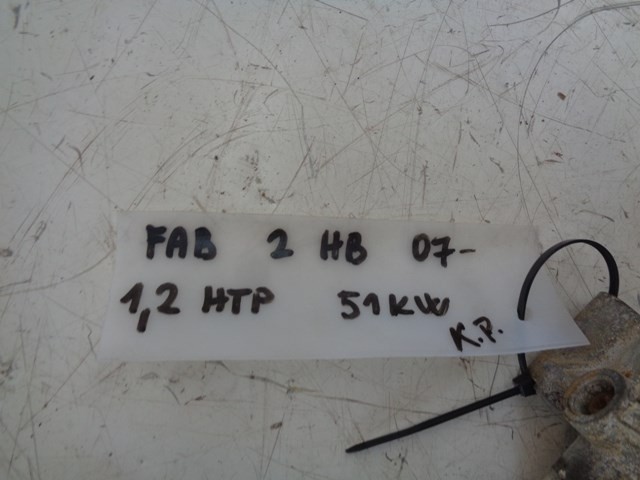 FAB 2 HB 07-
1,2 HTP 51KW
K.P.